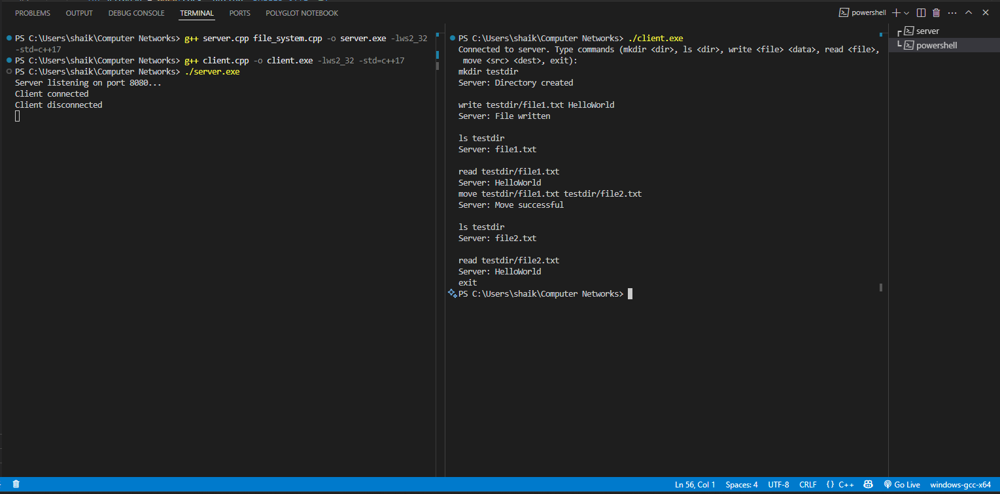 PROBLEMS OUTPUT DEBUG CONSOLE TERMINAL PORTS POLYGLOT NOTEBOOK
powershell
PS C:\Users\shaik\Computer Networks> g++ server.cpp file_system.cpp -o server.exe -lws2_32
-std=c++17
PS C:\Users\shaik\Computer Networks> g++ client.cpp -o client.exe -lws2_32 -std=c++17
PS C:\Users\shaik\Computer Networks> ./server.exe
Server listening on port 8080...
Client connected
Client disconnected
PS C:\Users\shaik\Computer Networks> ./client.exe
Connected to server. Type commands (mkdir <dir>, ls <dir>, write <file> <data>, read <file>,
move <src> <dest>, exit):
mkdir testdir
Server: Directory created
write testdir/file1.txt HelloWorld
Server: File written
ls testdir
Server: file1.txt
read testdir/file1.txt
Server: HelloWorld
move testdir/file1.txt testdir/file2.txt
Server: Move successful
ls testdir
Server: file2.txt
read testdir/file2.txt
Server: HelloWorld
exit
PS C:\Users\shaik\Computer Networks>
server
powershell
Ln 56, Col 1 Spaces: 4 UTF-8 CRLF {} C++ Go Live windows-gcc-x64